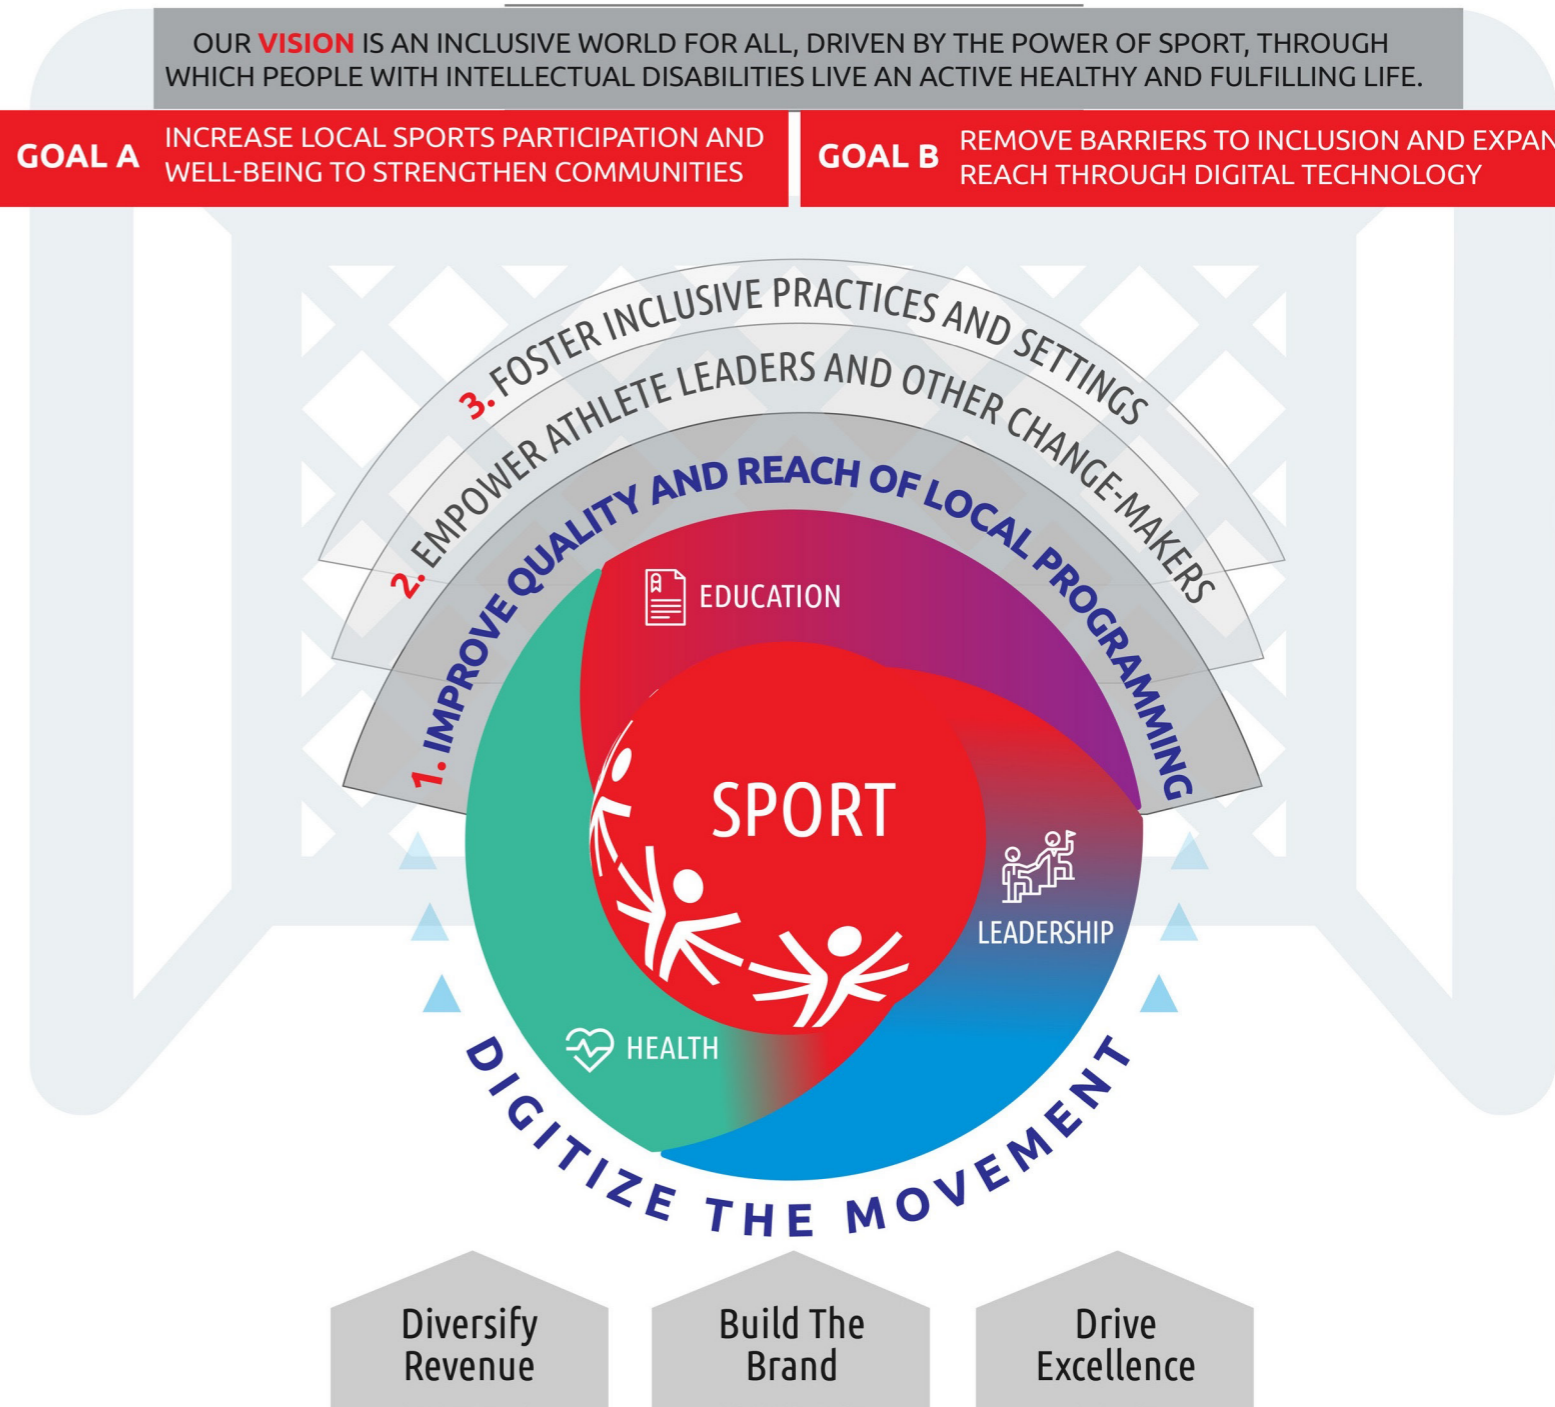 OUR VISION IS AN INCLUSIVE WORLD FOR ALL, DRIVEN BY THE POWER OF SPORT, THROUGH
WHICH PEOPLE WITH INTELLECTUAL DISABILITIES LIVE AN ACTIVE HEALTHY AND FULFILLING LIFE.
GOAL A
INCREASE LOCAL SPORTS PARTICIPATION AND
WELL-BEING TO STRENGTHEN COMMUNITIES
GOAL B
REMOVE BARRIERS TO INCLUSION AND EXPAN
REACH THROUGH DIGITAL TECHNOLOGY
3. FOSTER INCLUSIVE PRACTICES AND SETTINGS
2. EMPOWER ATHLETE LEADERS AND OTHER CHANGE-MAKERS
1. IMPROVE QUALITY AND REACH OF LOCAL PROGRAMMING
EDUCATION
SPORT
LEADERSHIP
HEALTH
DIGITIZE THE MOVEMENT
Diversify
Revenue
Build The
Brand
Drive
Excellence